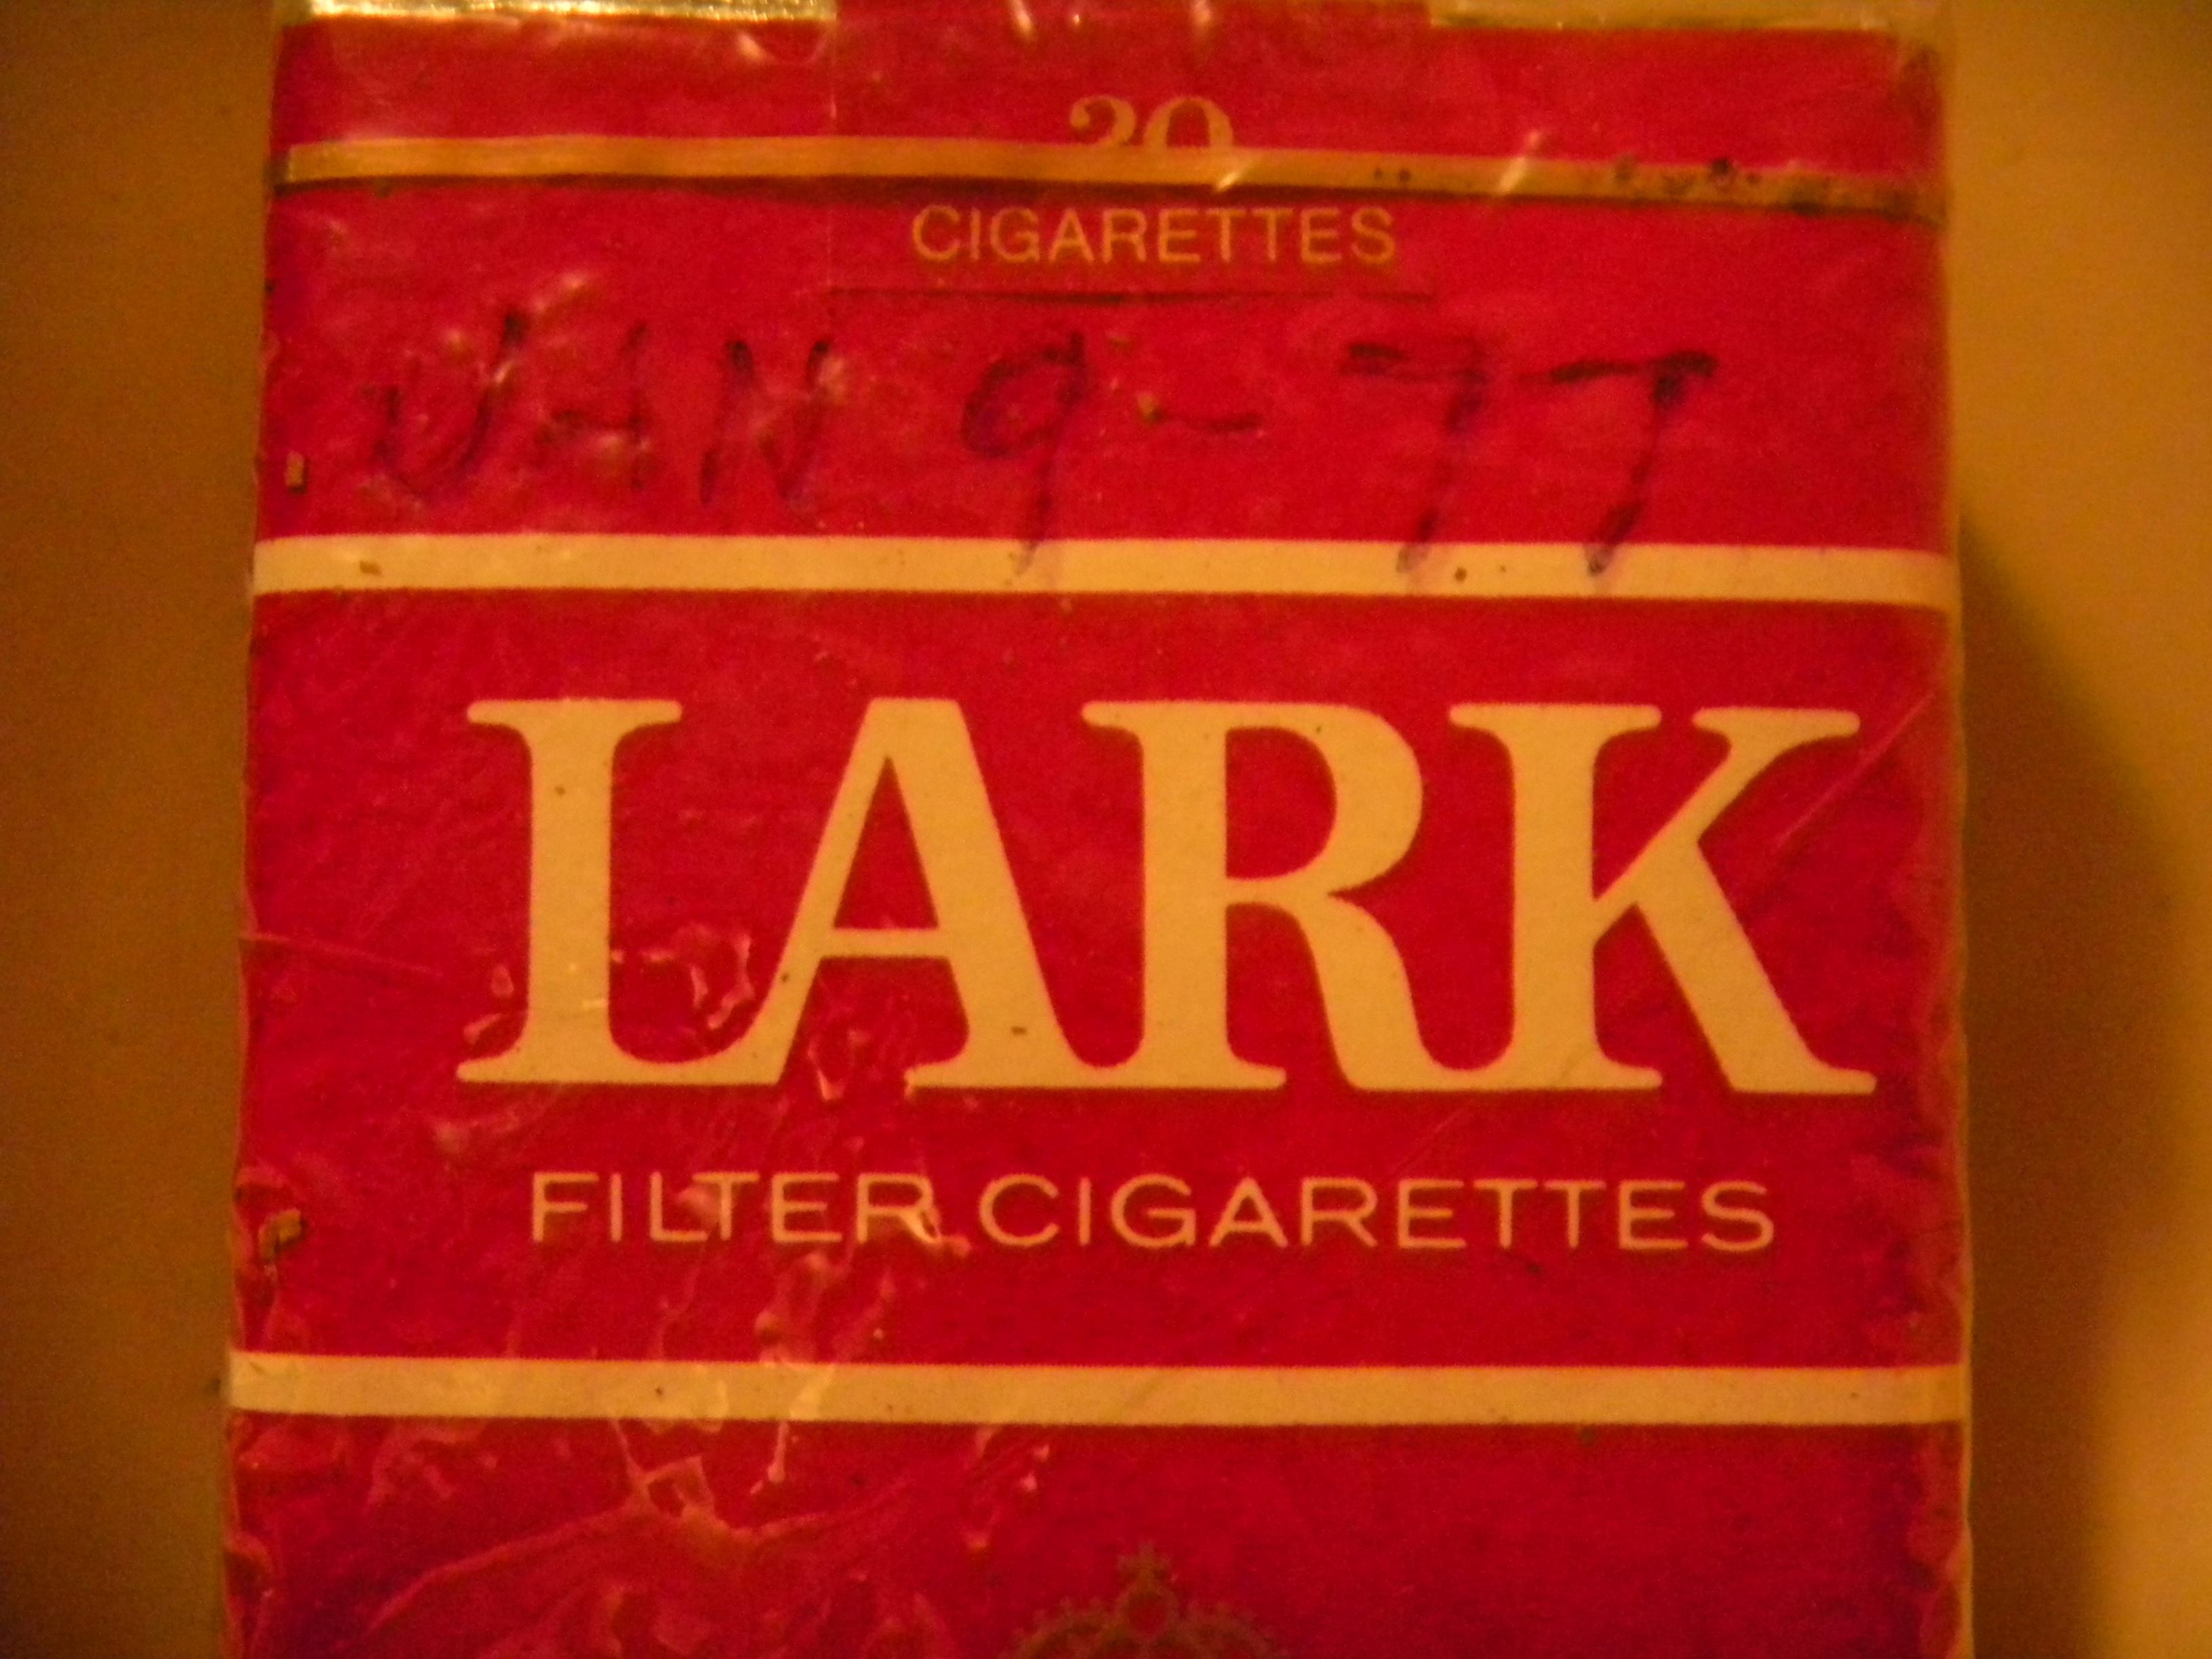 20
CIGARETTES
JAN 9-77
LARK
FILTER CIGARETTES